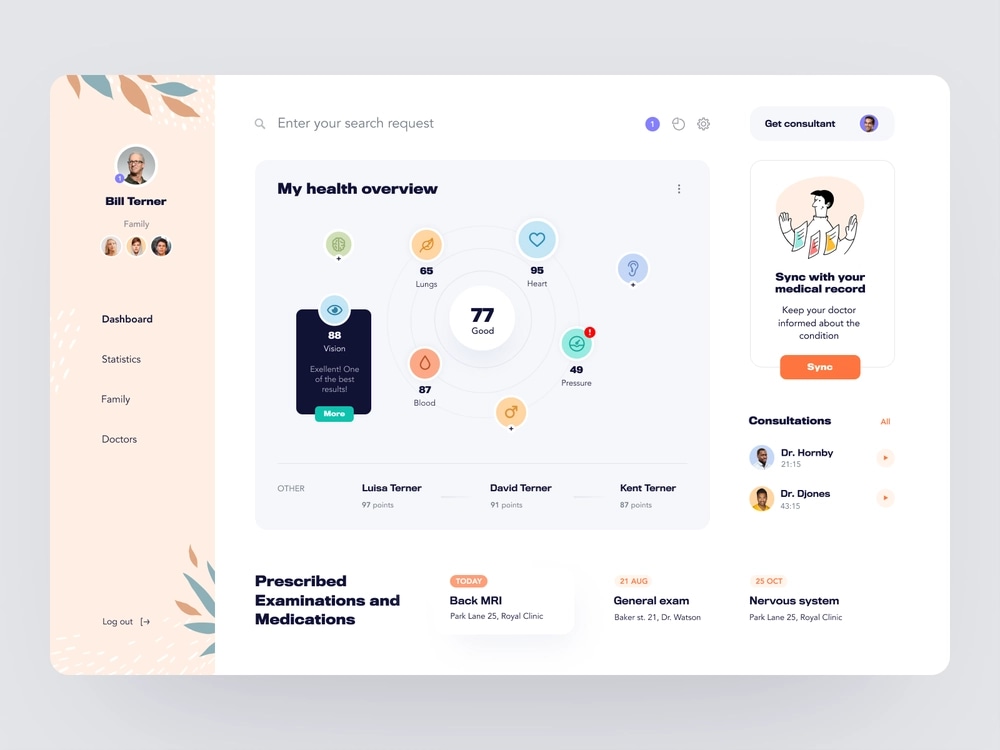 Enter your search request
1
Get consultant
1
Bill Terner
Family
Dashboard
Statistics
Family
Doctors
Log out
My health overview
65
Lungs
95
Heart
77
Good
88
Vision
Exellent! One
of the best
results!
More
87
Blood
!
49
Pressure
OTHER
Luisa Terner
97 points
David Terner
91 points
Kent Terner
87 points
Sync with your
medical record
Keep your doctor
informed about the
condition
Sync
Consultations
All
Dr. Hornby
21:15
Dr. Djones
43:15
Prescribed
Examinations and
Medications
TODAY
Back MRI
Park Lane 25, Royal Clinic
21 AUG
General exam
Baker st. 21, Dr. Watson
25 OCT
Nervous system
Park Lane 25, Royal Clinic